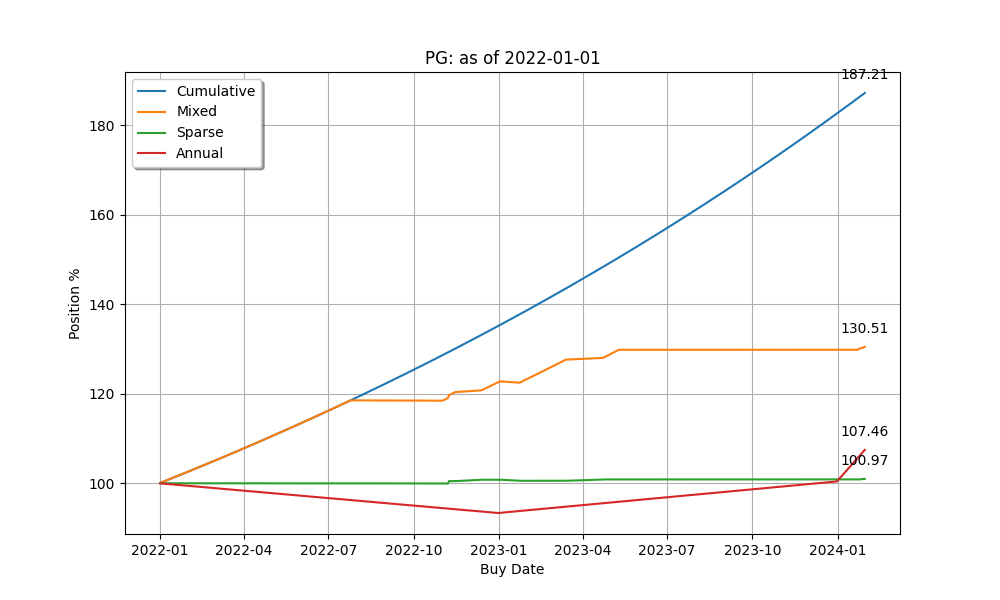 PG: as of 2022-01-01
187.21
Cumulative
Mixed
Sparse
Annual
180
160
140
130.51
120
107.46
100.97
100
Position %
2022-01 2022-04 2022-07 2022-10 2023-01 2023-04 2023-07 2023-10 2024-01
Buy Date